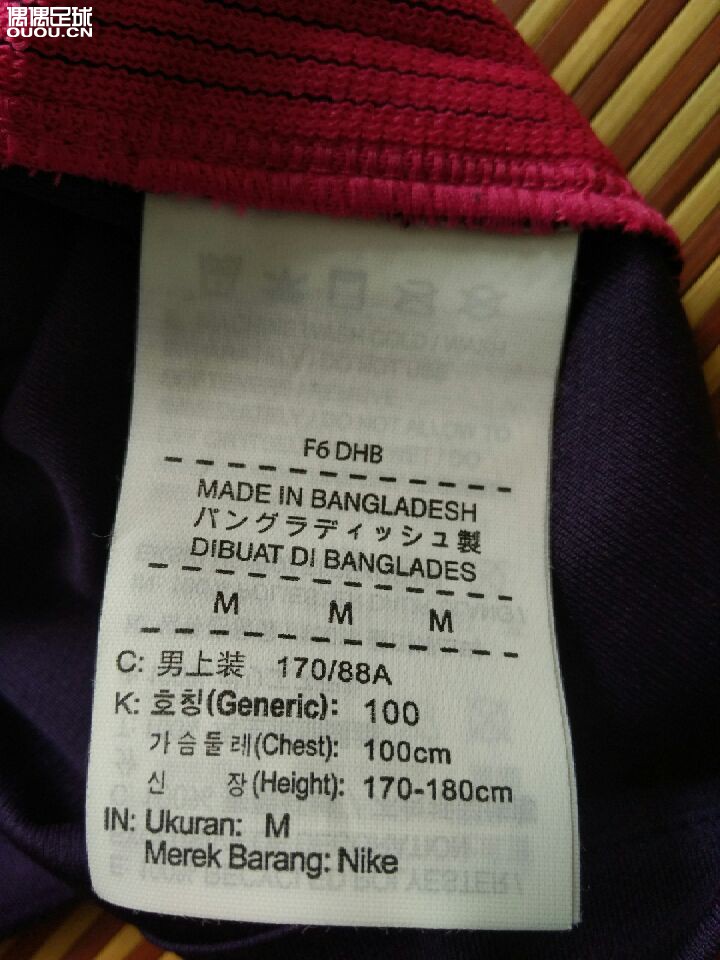 偶偶足球
OUOU.CN
F6 DHB
MADE IN BANGLADESH
バングラディッシュ製
DIBUAT DI BANGLADES
M M M
C: 男上装 170/88A
K: 호칭(Generic): 100
가슴둘레(Chest): 100cm
신 장(Height): 170-180cm
IN: Ukuran: M
Merek Barang: Nike